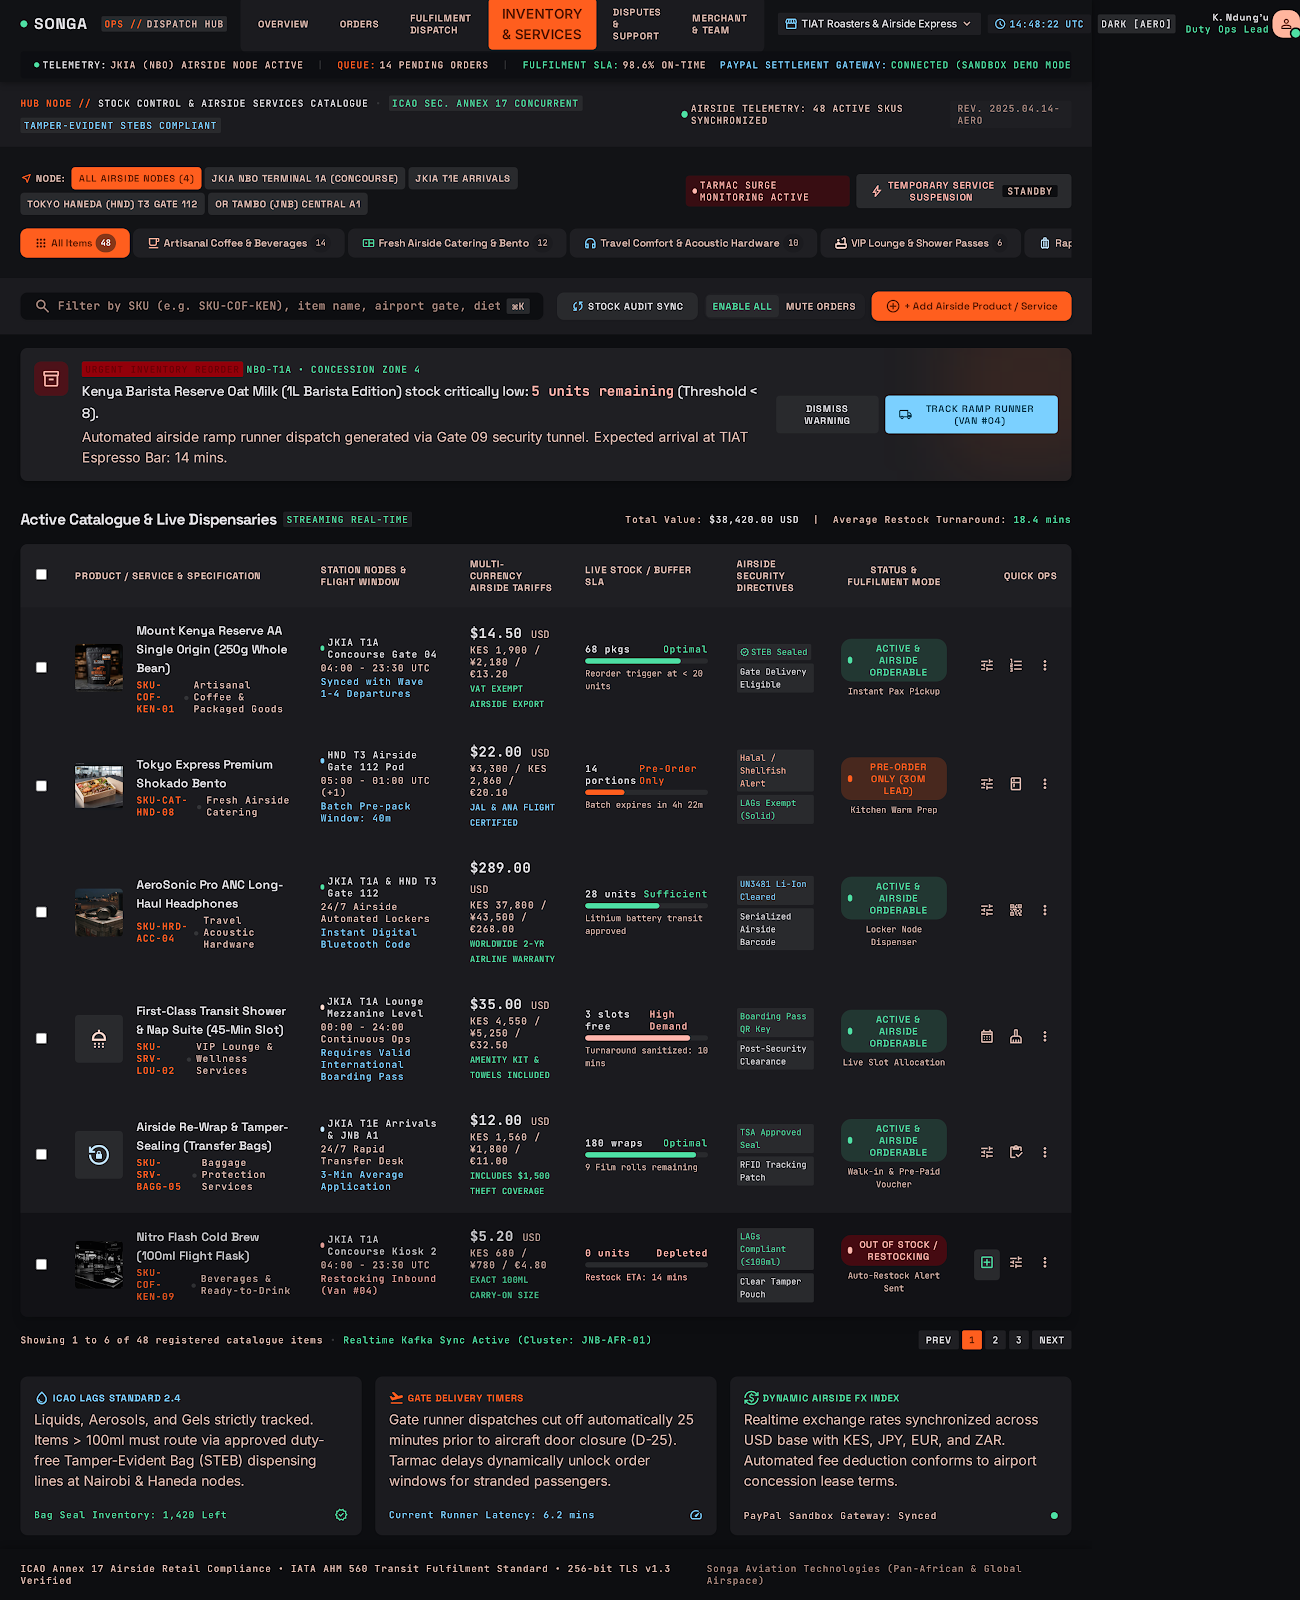 SONGA
OPS // DISPATCH HUB
OVERVIEW
ORDERS
FULFILMENT
DISPATCH
INVENTORY
& SERVICES
DISPUTES
&
SUPPORT
MERCHANT
& TEAM
TIAT Roasters & Airside Express
14:48:22 UTC
DARK [AERO]
K. Ndung'u
Duty Ops Lead
TELEMETRY: JKIA (NBO) AIRSIDE NODE ACTIVE | QUEUE: 14 PENDING ORDERS | FULFILMENT SLA: 98.6% ON-TIME PAYPAL SETTLEMENT GATEWAY: CONNECTED (SANDBOX DEMO MODE
HUB NODE // STOCK CONTROL & AIRSIDE SERVICES CATALOGUE · ICAO SEC. ANNEX 17 CONCURRENT
TAMPER-EVIDENT STEBS COMPLIANT
AIRSIDE TELEMETRY: 48 ACTIVE SKUS
SYNCHRONIZED
REV. 2025.04.14-
AERO
NODE:
ALL AIRSIDE NODES (4)
JKIA NBO TERMINAL 1A (CONCOURSE)
JKIA T1E ARRIVALS
TOKYO HANEDA (HND) T3 GATE 112
OR TAMBO (JNB) CENTRAL A1
TARMAC SURGE
MONITORING ACTIVE
TEMPORARY SERVICE
SUSPENSION
STANDBY
All Items 48
Artisanal Coffee & Beverages 14
Fresh Airside Catering & Bento 12
Travel Comfort & Acoustic Hardware 10
VIP Lounge & Shower Passes 6
Rap
Filter by SKU (e.g. SKU-COF-KEN), item name, airport gate, diet
⌘K
STOCK AUDIT SYNC
ENABLE ALL
MUTE ORDERS
+ Add Airside Product / Service
URGENT INVENTORY REORDER
NBO-T1A • CONCESSION ZONE 4
Kenya Barista Reserve Oat Milk (1L Barista Edition) stock critically low: 5 units remaining (Threshold <
8).
Automated airside ramp runner dispatch generated via Gate 09 security tunnel. Expected arrival at TIAT
Espresso Bar: 14 mins.
DISMISS
WARNING
TRACK RAMP RUNNER
(VAN #04)
Active Catalogue & Live Dispensaries
STREAMING REAL-TIME
Total Value: $38,420.00 USD | Average Restock Turnaround: 18.4 mins
PRODUCT / SERVICE & SPECIFICATION
STATION NODES &
FLIGHT WINDOW
MULTI-
CURRENCY
AIRSIDE TARIFFS
LIVE STOCK / BUFFER
SLA
AIRSIDE
SECURITY
DIRECTIVES
STATUS &
FULFILMENT MODE
QUICK OPS
Mount Kenya Reserve AA
Single Origin (250g Whole
Bean)
SKU-
COF-
KEN-01
Artisanal
Coffee &
Packaged Goods
JKIA T1A
Concourse Gate 04
04:00 - 23:30 UTC
Synced with Wave
1-4 Departures
$14.50 USD
KES 1,900 /
¥2,180 /
€13.20
VAT EXEMPT
AIRSIDE EXPORT
68 pkgs Optimal
Reorder trigger at < 20
units
STEB Sealed
Gate Delivery
Eligible
ACTIVE &
AIRSIDE
ORDERABLE
Instant Pax Pickup
Tokyo Express Premium
Shokado Bento
SKU-CAT-
HND-08
Fresh Airside
Catering
HND T3 Airside
Gate 112 Pod
05:00 - 01:00 UTC
(+1)
Batch Pre-pack
Window: 40m
$22.00 USD
¥3,300 / KES
2,860 /
€20.10
JAL & ANA FLIGHT
CERTIFIED
14
portions
Pre-Order
Only
Batch expires in 4h 22m
Halal /
Shellfish
Alert
LAGs Exempt
(Solid)
PRE-ORDER
ONLY (30M
LEAD)
Kitchen Warm Prep
AeroSonic Pro ANC Long-
Haul Headphones
SKU-HRD-
ACC-04
Travel
Acoustic
Hardware
JKIA T1A & HND T3
Gate 112
24/7 Airside
Automated Lockers
Instant Digital
Bluetooth Code
$289.00
USD
KES 37,800 /
¥43,500 /
€268.00
WORLDWIDE 2-YR
AIRLINE WARRANTY
28 units Sufficient
Lithium battery transit
approved
UN3481 Li-Ion
Cleared
Serialized
Airside
Barcode
ACTIVE &
AIRSIDE
ORDERABLE
Locker Node
Dispenser
First-Class Transit Shower
& Nap Suite (45-Min Slot)
SKU-
SRV-
LOU-02
VIP Lounge &
Wellness
Services
JKIA T1A Lounge
Mezzanine Level
00:00 - 24:00
Continuous Ops
Requires Valid
International
Boarding Pass
$35.00 USD
KES 4,550 /
¥5,250 /
€32.50
AMENITY KIT &
TOWELS INCLUDED
3 slots
free
High
Demand
Turnaround sanitized: 10
mins
Boarding Pass
QR Key
Post-Security
Clearance
ACTIVE &
AIRSIDE
ORDERABLE
Live Slot Allocation
Airside Re-Wrap & Tamper-
Sealing (Transfer Bags)
SKU-
SRV-
BAGG-05
Baggage
Protection
Services
JKIA T1E Arrivals
& JNB A1
24/7 Rapid
Transfer Desk
3-Min Average
Application
$12.00 USD
KES 1,560 /
¥1,800 /
€11.00
INCLUDES $1,500
THEFT COVERAGE
180 wraps Optimal
9 Film rolls remaining
TSA Approved
Seal
RFID Tracking
Patch
ACTIVE &
AIRSIDE
ORDERABLE
Walk-in & Pre-Paid
Voucher
Nitro Flash Cold Brew
(100ml Flight Flask)
SKU-
COF-
KEN-09
Beverages &
Ready-to-Drink
JKIA T1A
Concourse Kiosk 2
04:00 - 23:30 UTC
Restocking Inbound
(Van #04)
$5.20 USD
KES 680 /
¥780 / €4.80
EXACT 100ML
CARRY-ON SIZE
0 units Depleted
Restock ETA: 14 mins
LAGs
Compliant
(≤100ml)
Clear Tamper
Pouch
OUT OF STOCK /
RESTOCKING
Auto-Restock Alert
Sent
Showing 1 to 6 of 48 registered catalogue items · Realtime Kafka Sync Active (Cluster: JNB-AFR-01)
PREV 1 2 3 NEXT
ICAO LAGS STANDARD 2.4
Liquids, Aerosols, and Gels strictly tracked.
Items > 100ml must route via approved duty-
free Tamper-Evident Bag (STEB) dispensing
lines at Nairobi & Haneda nodes.
Bag Seal Inventory: 1,420 Left
GATE DELIVERY TIMERS
Gate runner dispatches cut off automatically 25
minutes prior to aircraft door closure (D-25).
Tarmac delays dynamically unlock order
windows for stranded passengers.
Current Runner Latency: 6.2 mins
DYNAMIC AIRSIDE FX INDEX
Realtime exchange rates synchronized across
USD base with KES, JPY, EUR, and ZAR.
Automated fee deduction conforms to airport
concession lease terms.
PayPal Sandbox Gateway: Synced
ICAO Annex 17 Airside Retail Compliance • IATA AHM 560 Transit Fulfilment Standard • 256-bit TLS v1.3
Verified
Songa Aviation Technologies (Pan-African & Global
Airspace)